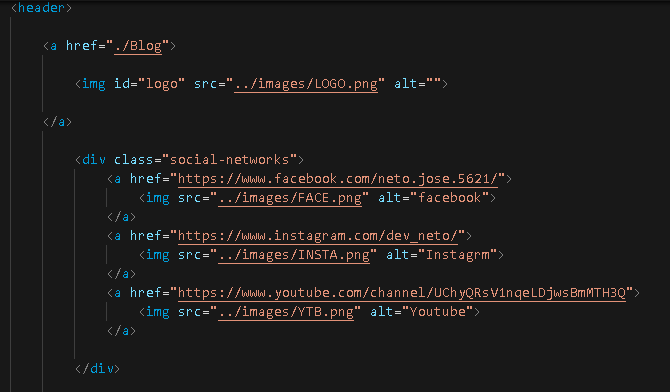 <header>
<a href="./Blog">
<img id="logo" src="../images/LOGO.png" alt="">
</a>
<div class="social-networks">
<a href="https://www.facebook.com/neto.jose.5621/">
<img src="../images/FACE.png" alt="facebook">
</a>
<a href="https://www.instagram.com/dev_neto/">
<img src="../images/INSTA.png" alt="Instagrm">
</a>
<a href="https://www.youtube.com/channel/UChyQRsV1nqeLDjwsBmMTH3Q">
<img src="../images/YTB.png" alt="Youtube">
</a>
</div>